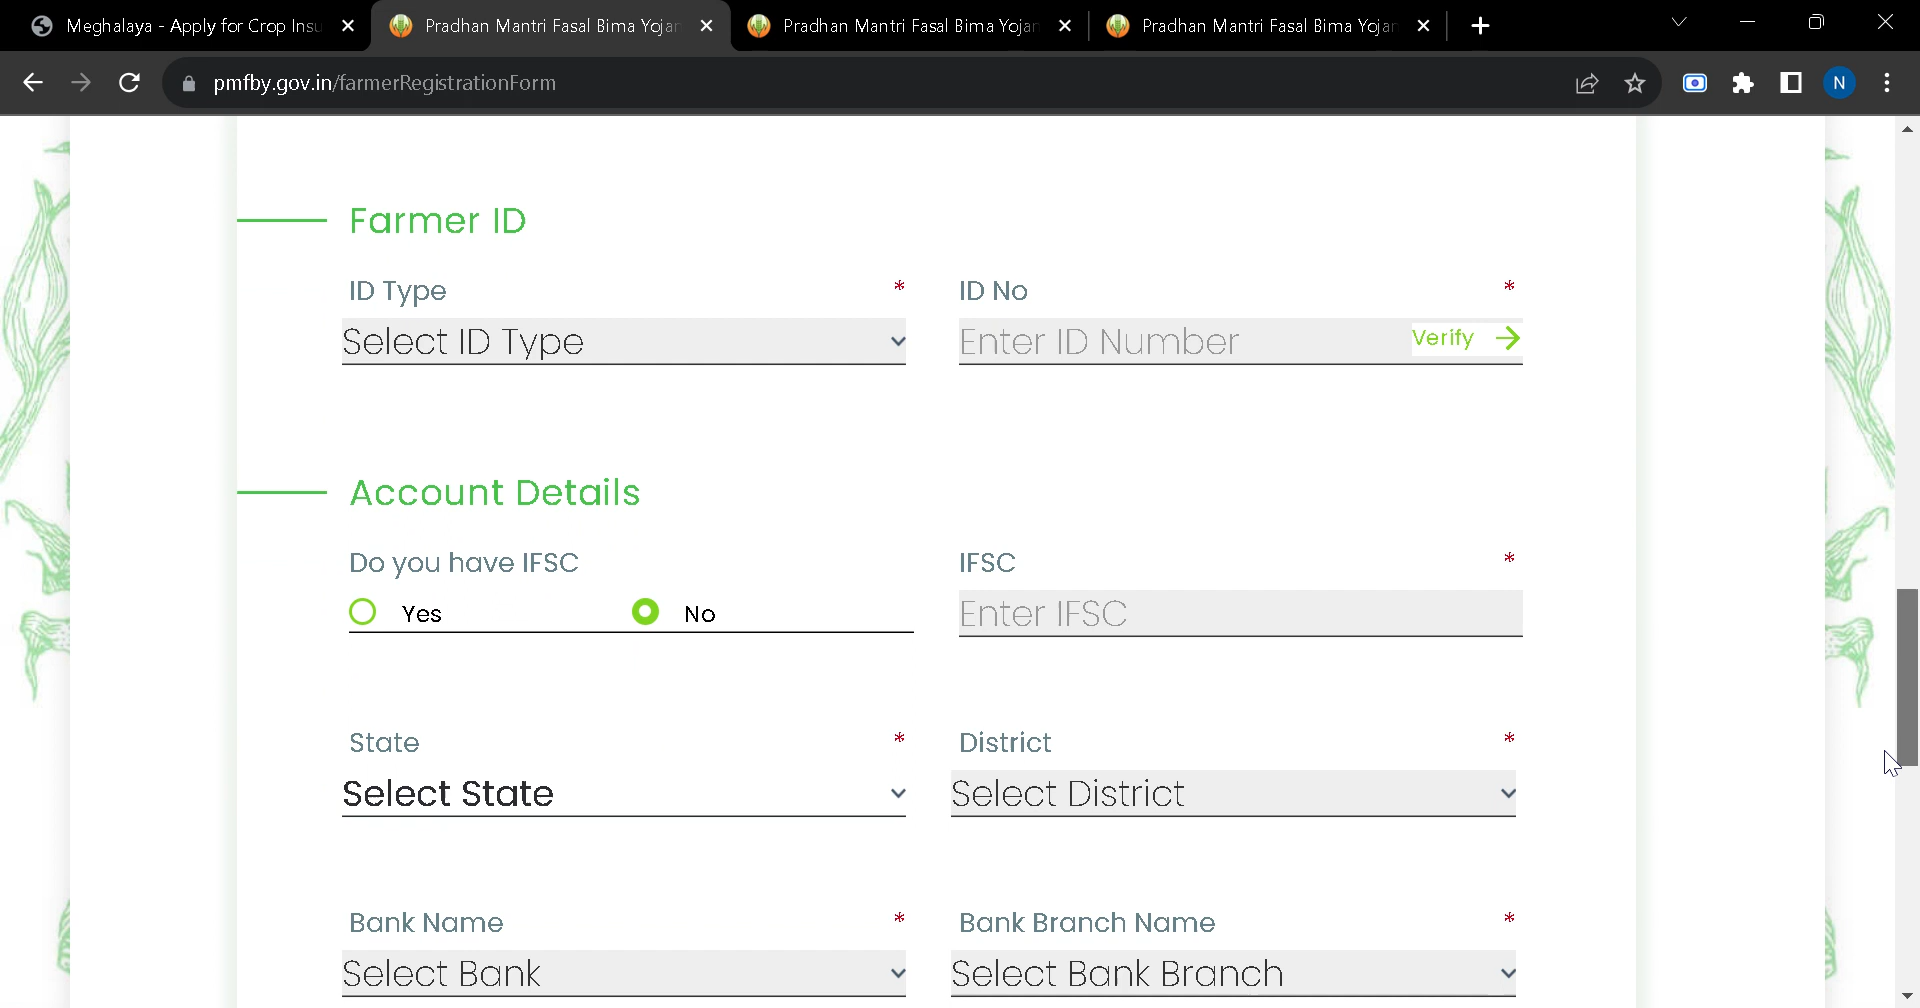 Meghalaya - Apply for Crop Insu
Pradhan Mantri Fasal Bima Yojan
Pradhan Mantri Fasal Bima Yojan
Pradhan Mantri Fasal Bima Yojan
pmfby.gov.in/farmerRegistrationForm
N
Farmer ID
ID Type *
ID No *
Select ID Type
Enter ID Number
Verify →
Account Details
Do you have IFSC
IFSC *
Yes
No
Enter IFSC
State *
District *
Select State
Select District
Bank Name *
Bank Branch Name *
Select Bank
Select Bank Branch